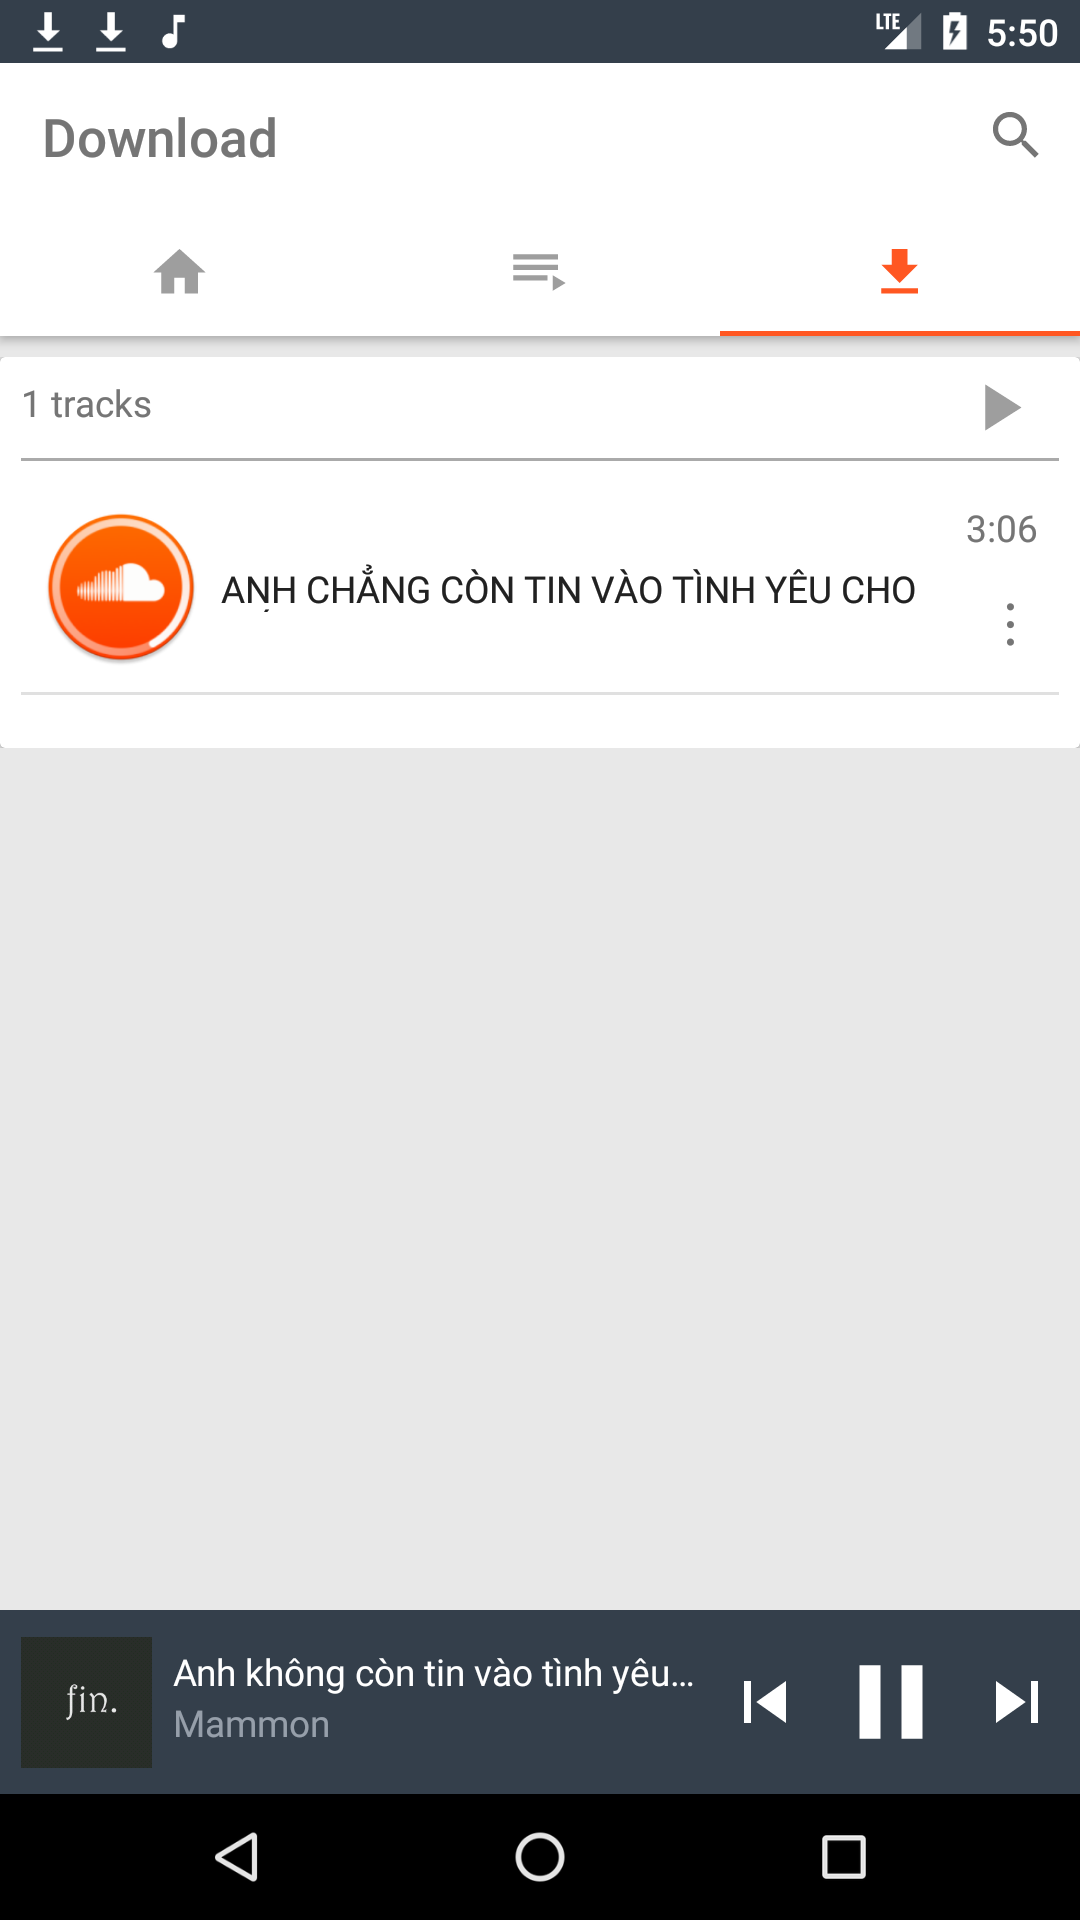 LTE 5:50
Download
1 tracks
3:06
ANH CHẲNG CÒN TIN VÀO TÌNH YÊU CHO
fin.
Anh không còn tin vào tình yêu...
Mammon